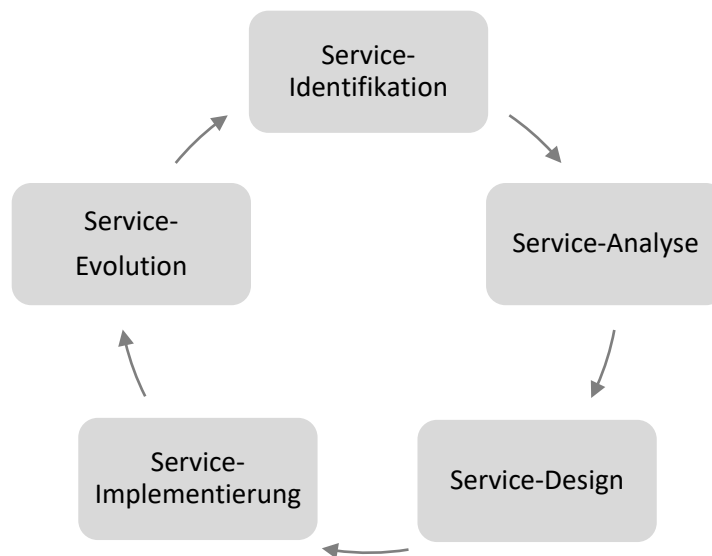 Service-
Identifikation
Service-Analyse
Service-Design
Service-
Implementierung
Service-
Evolution